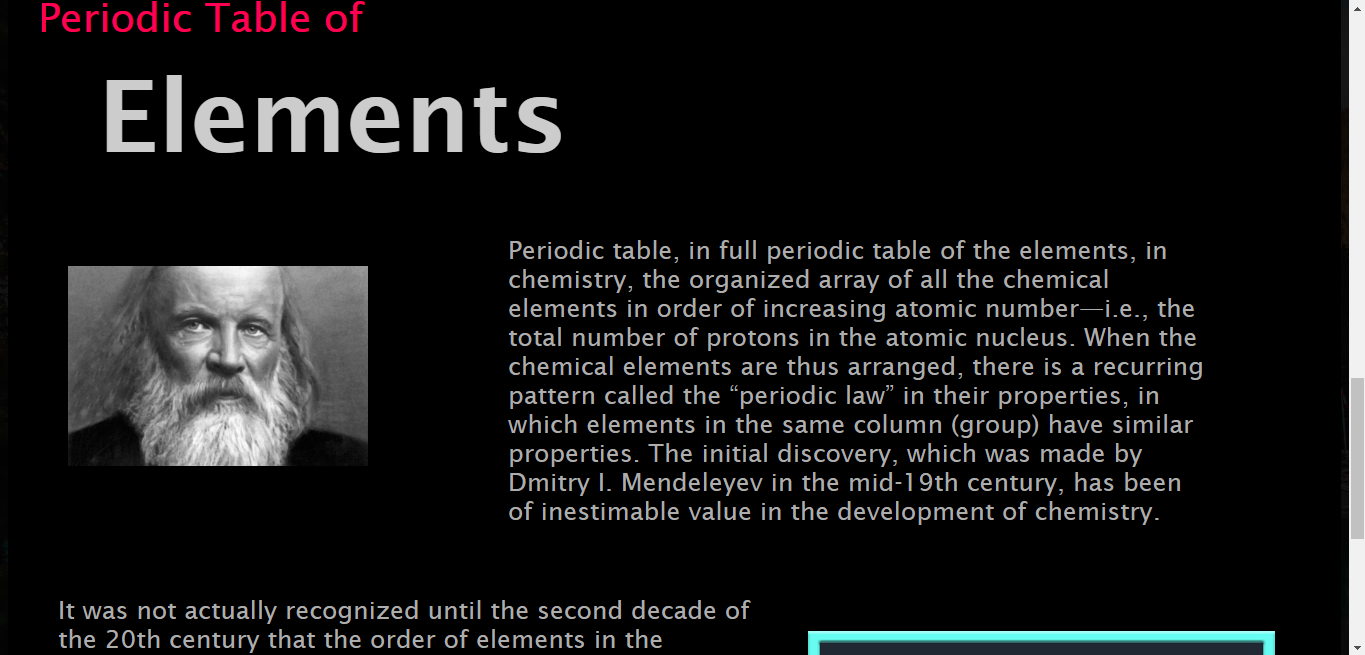 Periodic Table of
Elements
Periodic table, in full periodic table of the elements, in
chemistry, the organized array of all the chemical
elements in order of increasing atomic number—i.e., the
total number of protons in the atomic nucleus. When the
chemical elements are thus arranged, there is a recurring
pattern called the “periodic law” in their properties, in
which elements in the same column (group) have similar
properties. The initial discovery, which was made by
Dmitry I. Mendeleyev in the mid-19th century, has been
of inestimable value in the development of chemistry.
It was not actually recognized until the second decade of
the 20th century that the order of elements in the